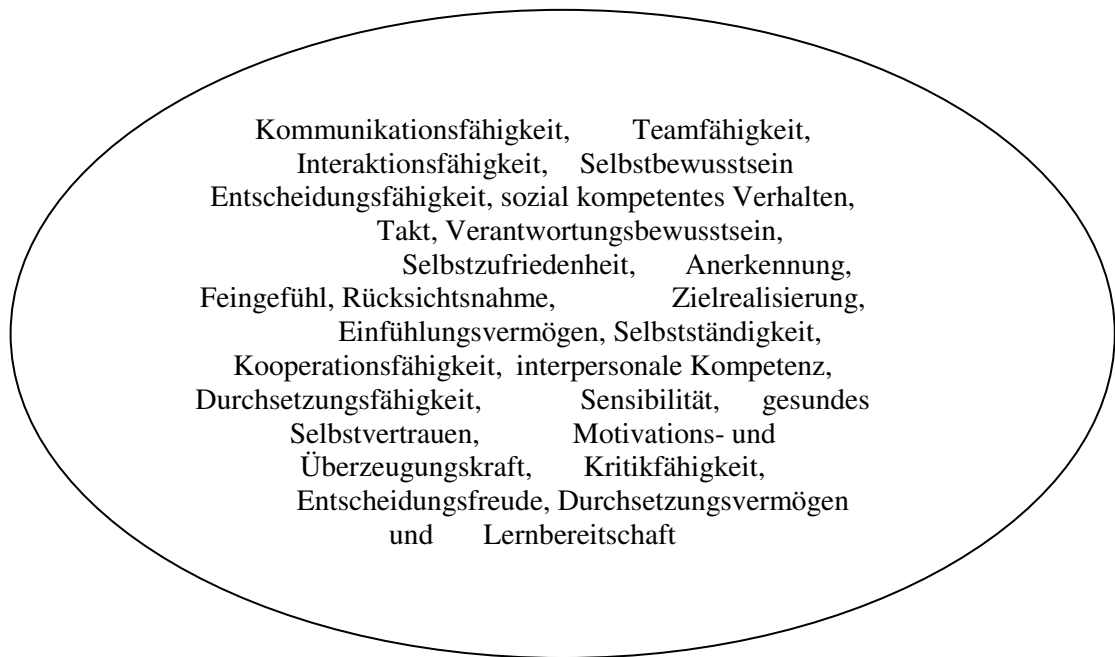 Kommunikationsfähigkeit, Teamfähigkeit,
Interaktionsfähigkeit, Selbstbewusstsein
Entscheidungsfähigkeit, sozial kompetentes Verhalten,
Takt, Verantwortungsbewusstsein,
Selbstzufriedenheit, Anerkennung,
Feingefühl, Rücksichtsnahme, Zielrealisierung,
Einfühlungsvermögen, Selbstständigkeit,
Kooperationsfähigkeit, interpersonale Kompetenz,
Durchsetzungsfähigkeit, Sensibilität, gesundes
Selbstvertrauen, Motivations- und
Überzeugungskraft, Kritikfähigkeit,
Entscheidungsfreude, Durchsetzungsvermögen
und Lernbereitschaft